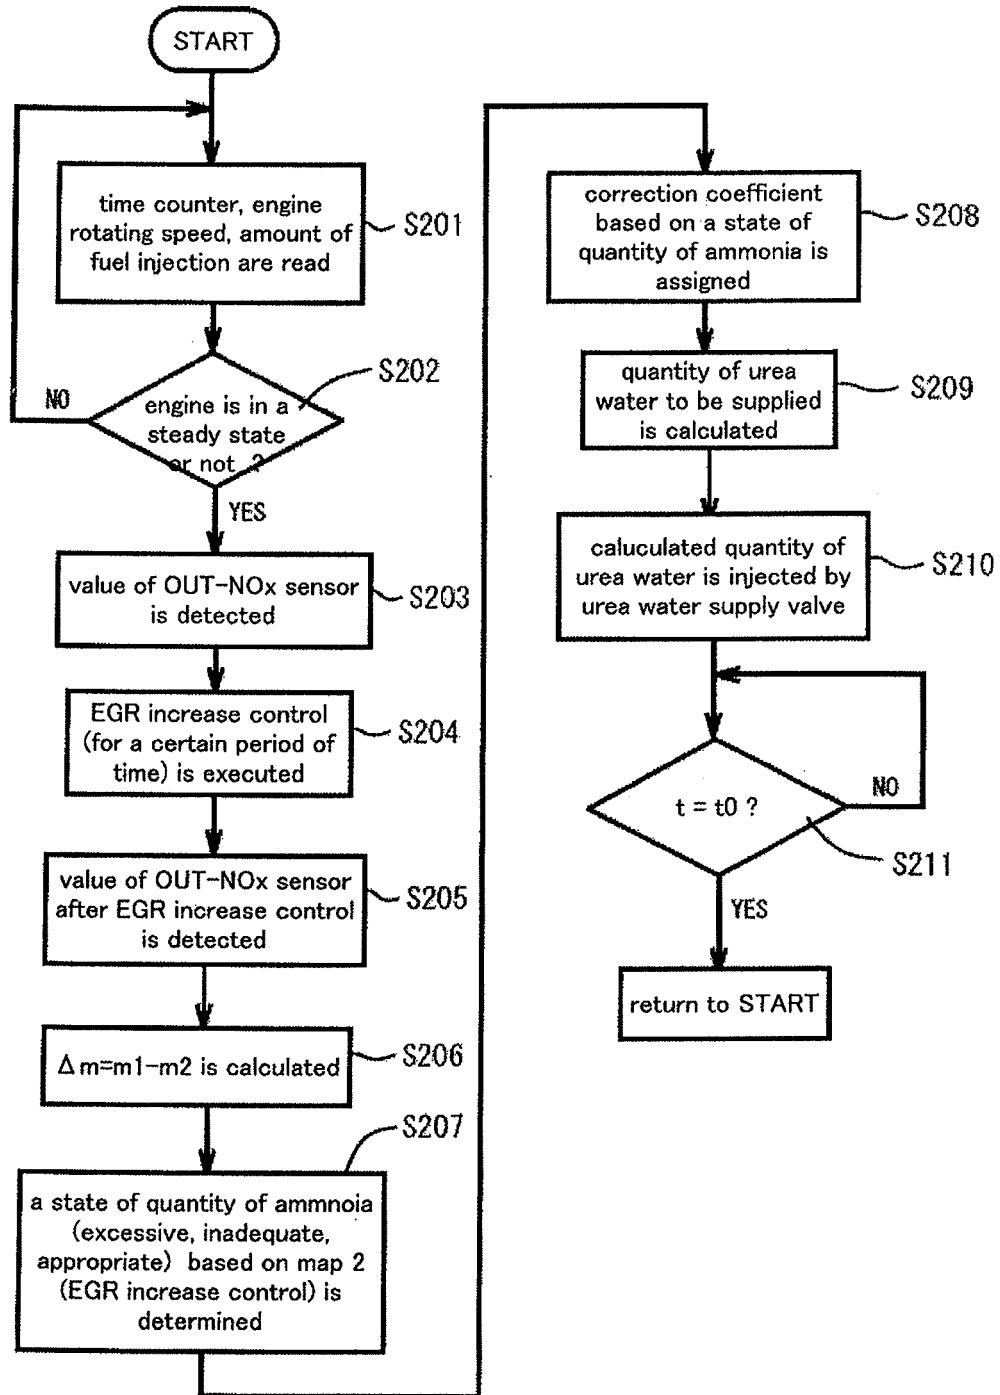 START
time counter, engine
rotating speed, amount of
fuel injection are read
S201
engine is in a
steady state
or not ?
S202
NO
YES
value of OUT-NOx sensor
is detected
S203
EGR increase control
(for a certain period of
time) is executed
S204
value of OUT-NOx sensor
after EGR increase control
is detected
S205
Δm=m1-m2 is calculated
S206
a state of quantity of ammnoia
(excessive, inadequate,
appropriate) based on map 2
(EGR increase control) is
determined
S207
correction coefficient
based on a state of
quantity of ammonia is
assigned
S208
quantity of urea
water to be supplied
is calculated
S209
caluculated quantity of
urea water is injected by
urea water supply valve
S210
t = t0 ?
S211
NO
YES
return to START